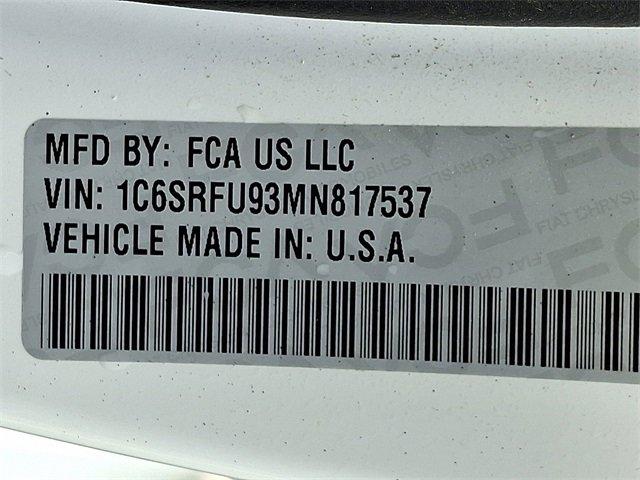 MFD BY: FCA US LLC
VIN: 1C6SRFU93MN817537
VEHICLE MADE IN: U.S.A.